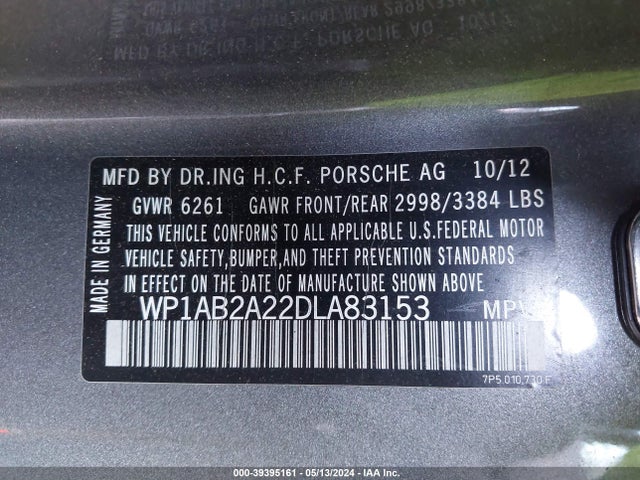 MFD BY DR.ING H.C.F. PORSCHE AG 10/12
GVWR 6261 GAWR FRONT/REAR 2998/3384 LBS
THIS VEHICLE CONFORMS TO ALL APPLICABLE U.S.FEDERAL MOTOR
VEHICLE SAFETY,BUMPER,AND THEFT PREVENTION STANDARDS
IN EFFECT ON THE DATE OF MANUFACTURE SHOWN ABOVE.
WP1AB2A22DLA83153 MPV
MADE IN GERMANY
7P5.010.730.F
000-39395161 - 05/13/2024 - IAA Inc.